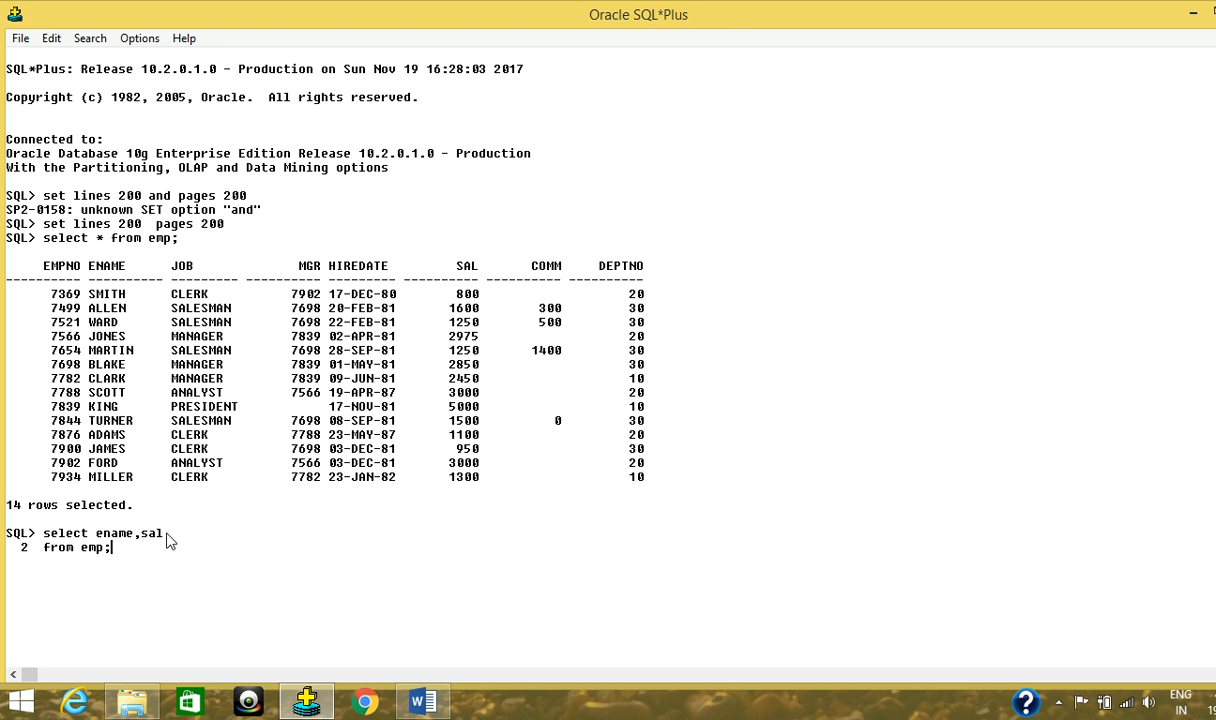 Oracle SQL*Plus
File Edit Search Options Help
SQL*Plus: Release 10.2.0.1.0 - Production on Sun Nov 19 16:28:03 2017
Copyright (c) 1982, 2005, Oracle.  All rights reserved.
Connected to:
Oracle Database 10g Enterprise Edition Release 10.2.0.1.0 - Production
With the Partitioning, OLAP and Data Mining options
SQL> set lines 200 and pages 200
SP2-0158: unknown SET option "and"
SQL> set lines 200  pages 200
SQL> select * from emp;
     EMPNO ENAME      JOB              MGR HIREDATE         SAL       COMM     DEPTNO
---------- ---------- --------- ---------- --------- ---------- ---------- ----------
      7369 SMITH      CLERK           7902 17-DEC-80        800                    20
      7499 ALLEN      SALESMAN        7698 20-FEB-81       1600        300         30
      7521 WARD       SALESMAN        7698 22-FEB-81       1250        500         30
      7566 JONES      MANAGER         7839 02-APR-81       2975                    20
      7654 MARTIN     SALESMAN        7698 28-SEP-81       1250       1400         30
      7698 BLAKE      MANAGER         7839 01-MAY-81       2850                    30
      7782 CLARK      MANAGER         7839 09-JUN-81       2450                    10
      7788 SCOTT      ANALYST         7566 19-APR-87       3000                    20
      7839 KING       PRESIDENT            17-NOV-81       5000                    10
      7844 TURNER     SALESMAN        7698 08-SEP-81       1500          0         30
      7876 ADAMS      CLERK           7788 23-MAY-87       1100                    20
      7900 JAMES      CLERK           7698 03-DEC-81        950                    30
      7902 FORD       ANALYST         7566 03-DEC-81       3000                    20
      7934 MILLER     CLERK           7782 23-JAN-82       1300                    10
14 rows selected.
SQL> select ename,sal
  2  from emp;
ENG
IN